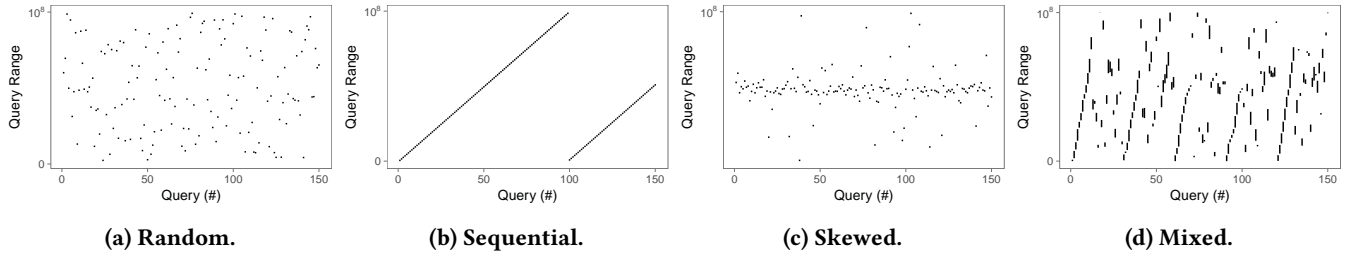 10⁸
0
Query Range
0 50 100 150
Query (#)
(a) Random.
10⁸
0
Query Range
0 50 100 150
Query (#)
(b) Sequential.
10⁸
0
Query Range
0 50 100 150
Query (#)
(c) Skewed.
10⁸
0
Query Range
0 50 100 150
Query (#)
(d) Mixed.